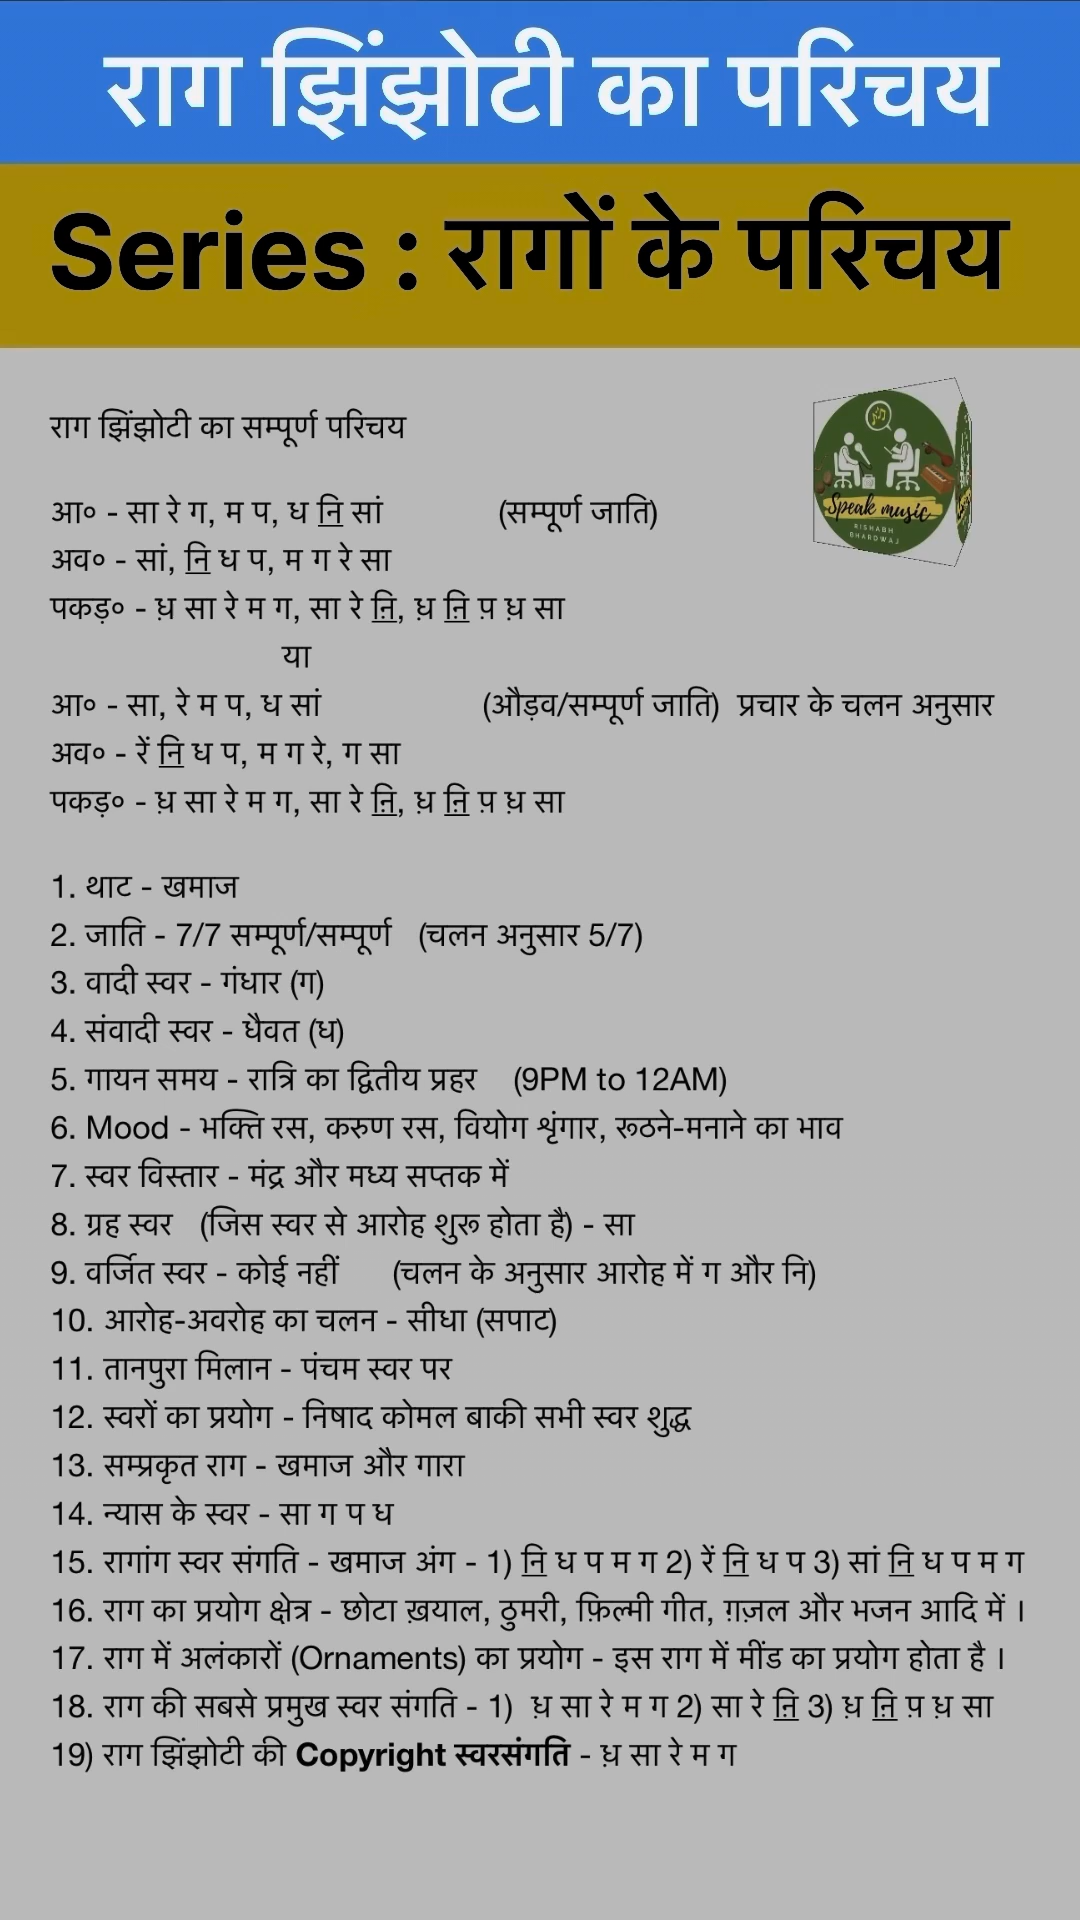 राग झिंझोटी का परिचय
Series : रागों के परिचय
राग झिंझोटी का सम्पूर्ण परिचय
Speak music
RISHABH
BHARDWAJ
आ० - सा रे ग, म प, ध नि॒ सां (सम्पूर्ण जाति)
अव० - सां, नि॒ ध प, म ग रे सा
पकड़० - ध़ सा रे म ग, सा रे ऩि॒, ध़ ऩि॒ प़ ध़ सा
या
आ० - सा, रे म प, ध सां (औड़व/सम्पूर्ण जाति) प्रचार के चलन अनुसार
अव० - रें नि॒ ध प, म ग रे, ग सा
पकड़० - ध़ सा रे म ग, सा रे ऩि॒, ध़ ऩि॒ प़ ध़ सा
1. थाट - खमाज
2. जाति - 7/7 सम्पूर्ण/सम्पूर्ण (चलन अनुसार 5/7)
3. वादी स्वर - गंधार (ग)
4. संवादी स्वर - धैवत (ध)
5. गायन समय - रात्रि का द्वितीय प्रहर (9PM to 12AM)
6. Mood - भक्ति रस, करुण रस, वियोग श्रृंगार, रूठने-मनाने का भाव
7. स्वर विस्तार - मंद्र और मध्य सप्तक में
8. ग्रह स्वर (जिस स्वर से आरोह शुरू होता है) - सा
9. वर्जित स्वर - कोई नहीं (चलन के अनुसार आरोह में ग और नि)
10. आरोह-अवरोह का चलन - सीधा (सपाट)
11. तानपुरा मिलान - पंचम स्वर पर
12. स्वरों का प्रयोग - निषाद कोमल बाकी सभी स्वर शुद्ध
13. सम्प्रकृत राग - खमाज और गारा
14. न्यास के स्वर - सा ग प ध
15. रागांग स्वर संगति - खमाज अंग - 1) नि॒ ध प म ग 2) रें नि॒ ध प 3) सां नि॒ ध प म ग
16. राग का प्रयोग क्षेत्र - छोटा ख़याल, ठुमरी, फ़िल्मी गीत, ग़ज़ल और भजन आदि में ।
17. राग में अलंकारों (Ornaments) का प्रयोग - इस राग में मींड का प्रयोग होता है ।
18. राग की सबसे प्रमुख स्वर संगति - 1) ध़ सा रे म ग 2) सा रे ऩि॒ 3) ध़ ऩि॒ प़ ध़ सा
19) राग झिंझोटी की Copyright स्वरसंगति - ध़ सा रे म ग